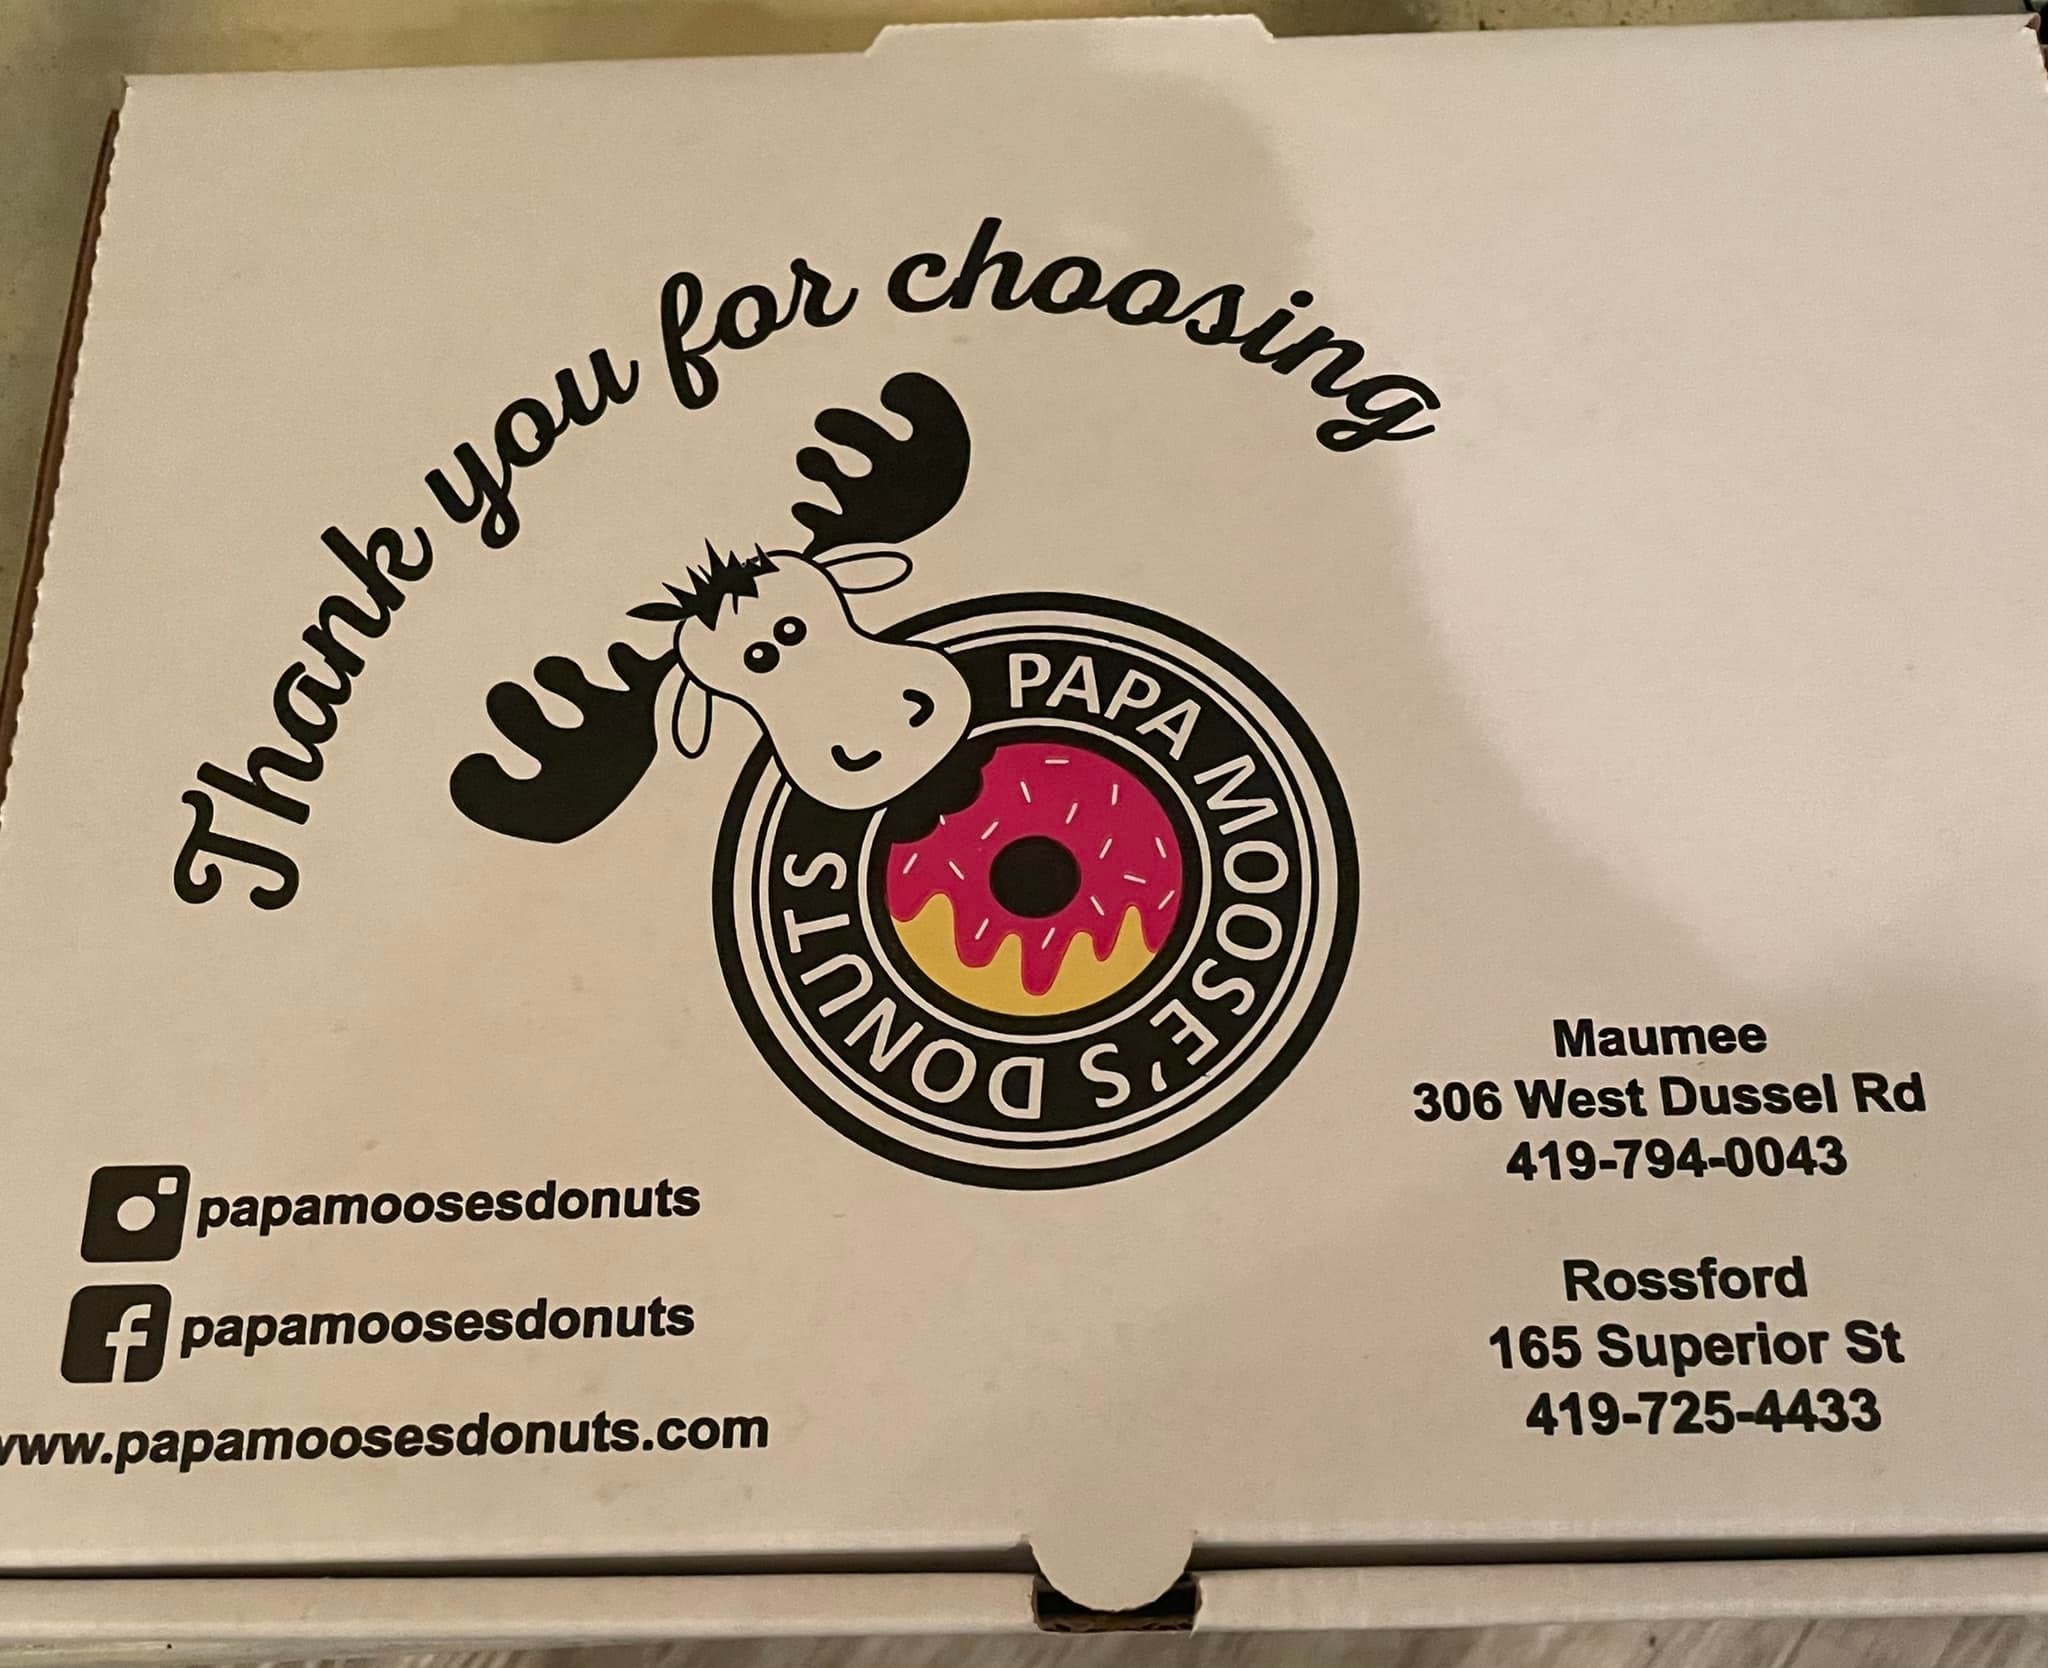 Thank you for choosing
PAPA MOOSE'S DONUTS
papamoosesdonuts
papamoosesdonuts
www.papamoosesdonuts.com
Maumee
306 West Dussel Rd
419-794-0043
Rossford
165 Superior St
419-725-4433